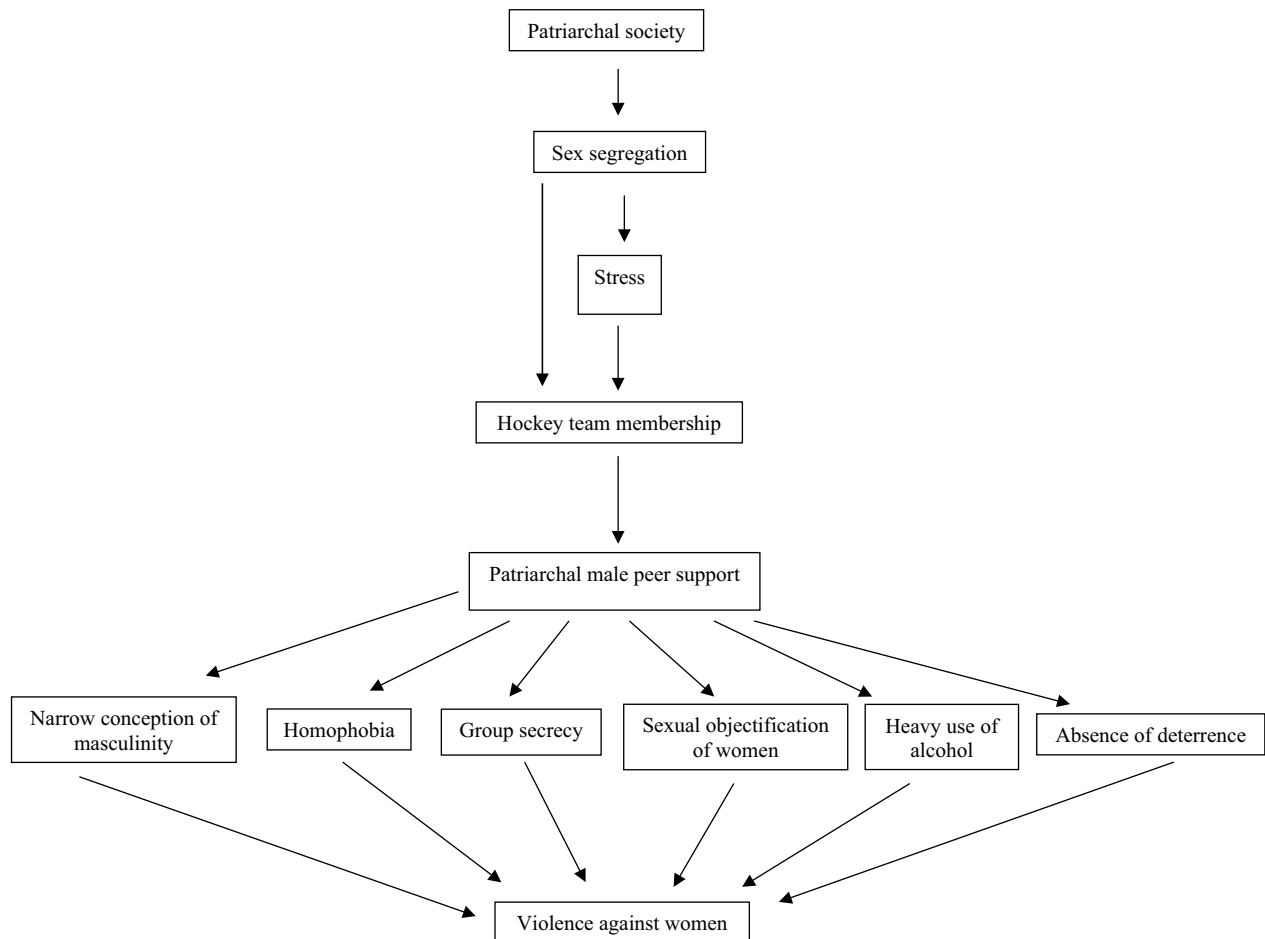 Patriarchal society
Sex segregation
Stress
Hockey team membership
Patriarchal male peer support
Narrow conception of
masculinity
Homophobia
Group secrecy
Sexual objectification
of women
Heavy use of
alcohol
Absence of deterrence
Violence against women